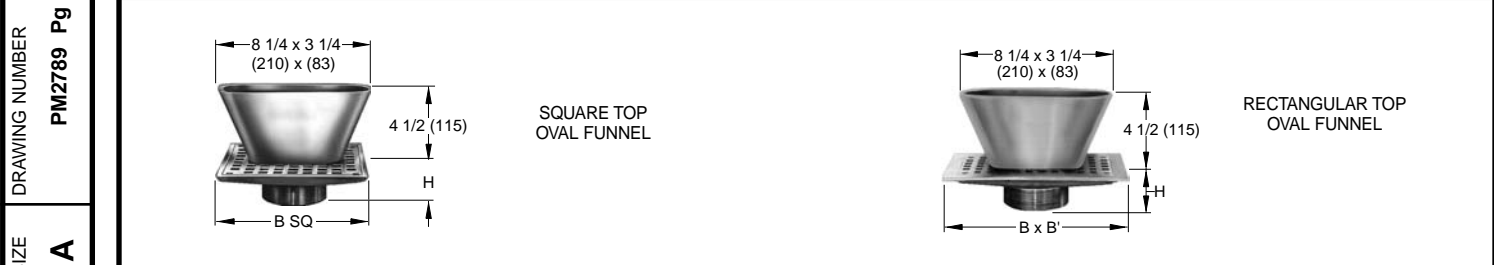 DRAWING NUMBER
PM2789 Pg
IZE
A
8 1/4 x 3 1/4
(210) x (83)
4 1/2 (115)
H
B SQ
SQUARE TOP
OVAL FUNNEL
8 1/4 x 3 1/4
(210) x (83)
4 1/2 (115)
H
B x B'
RECTANGULAR TOP
OVAL FUNNEL